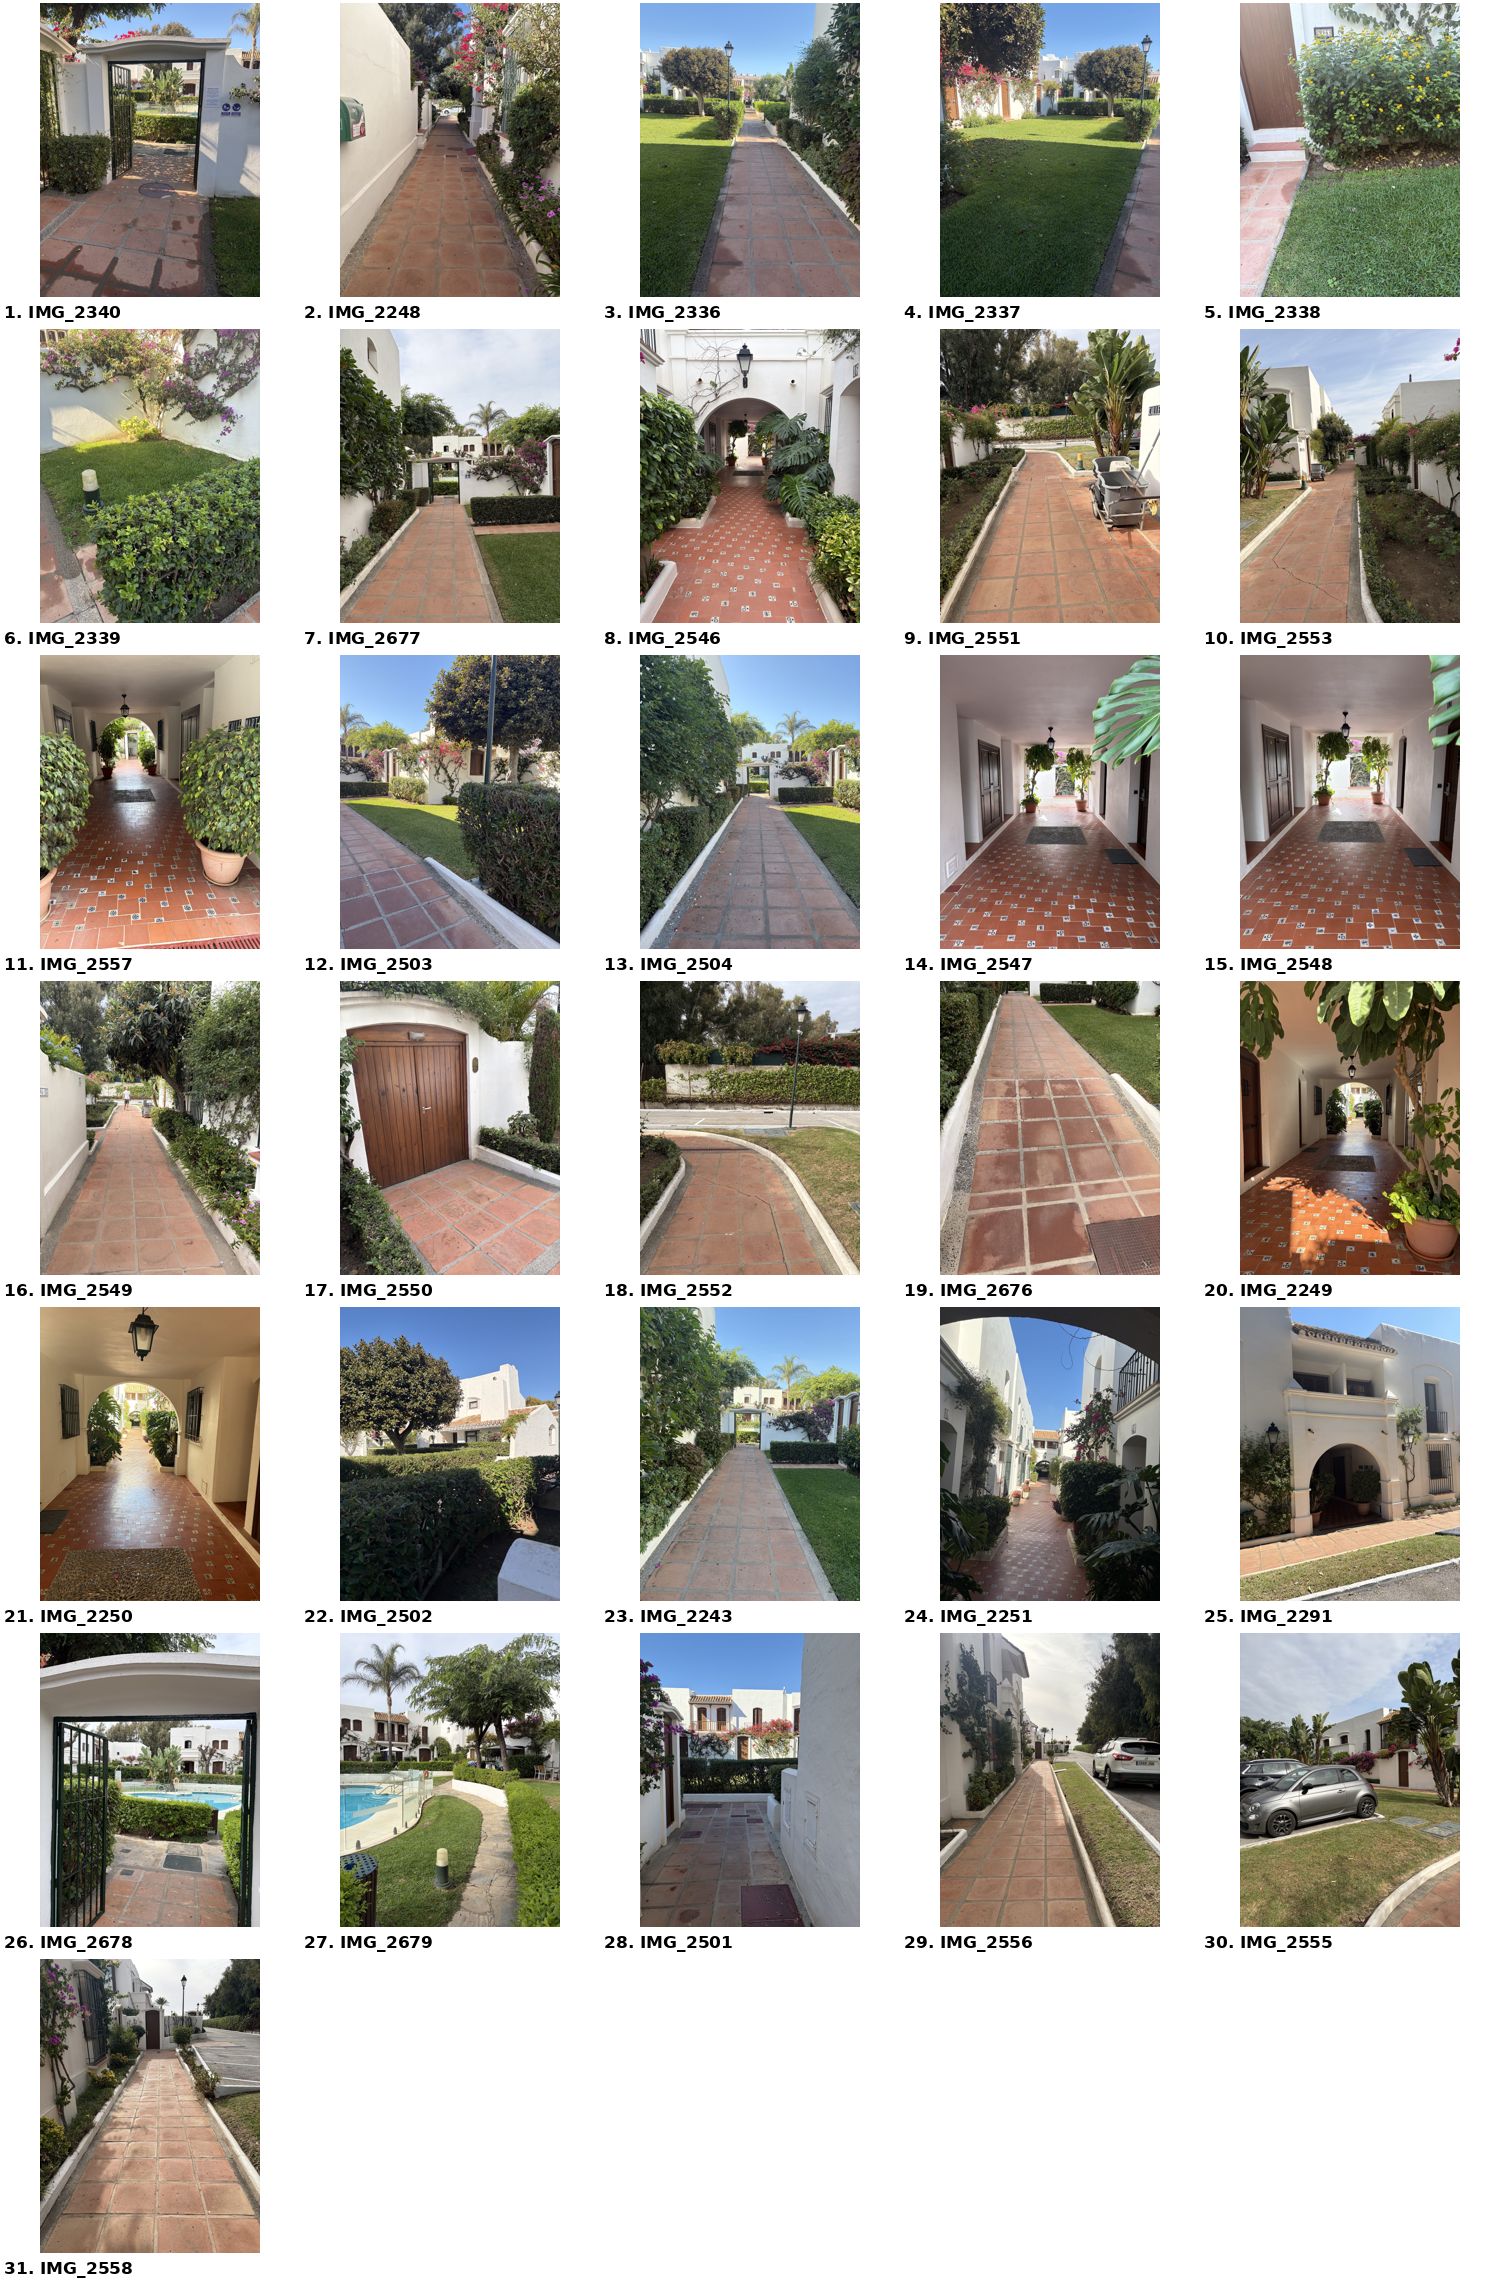 1. IMG_2340
2. IMG_2248
3. IMG_2336
4. IMG_2337
5. IMG_2338
6. IMG_2339
7. IMG_2677
8. IMG_2546
9. IMG_2551
10. IMG_2553
11. IMG_2557
12. IMG_2503
13. IMG_2504
14. IMG_2547
15. IMG_2548
16. IMG_2549
17. IMG_2550
18. IMG_2552
19. IMG_2676
20. IMG_2249
21. IMG_2250
22. IMG_2502
23. IMG_2243
24. IMG_2251
25. IMG_2291
26. IMG_2678
27. IMG_2679
28. IMG_2501
29. IMG_2556
30. IMG_2555
31. IMG_2558